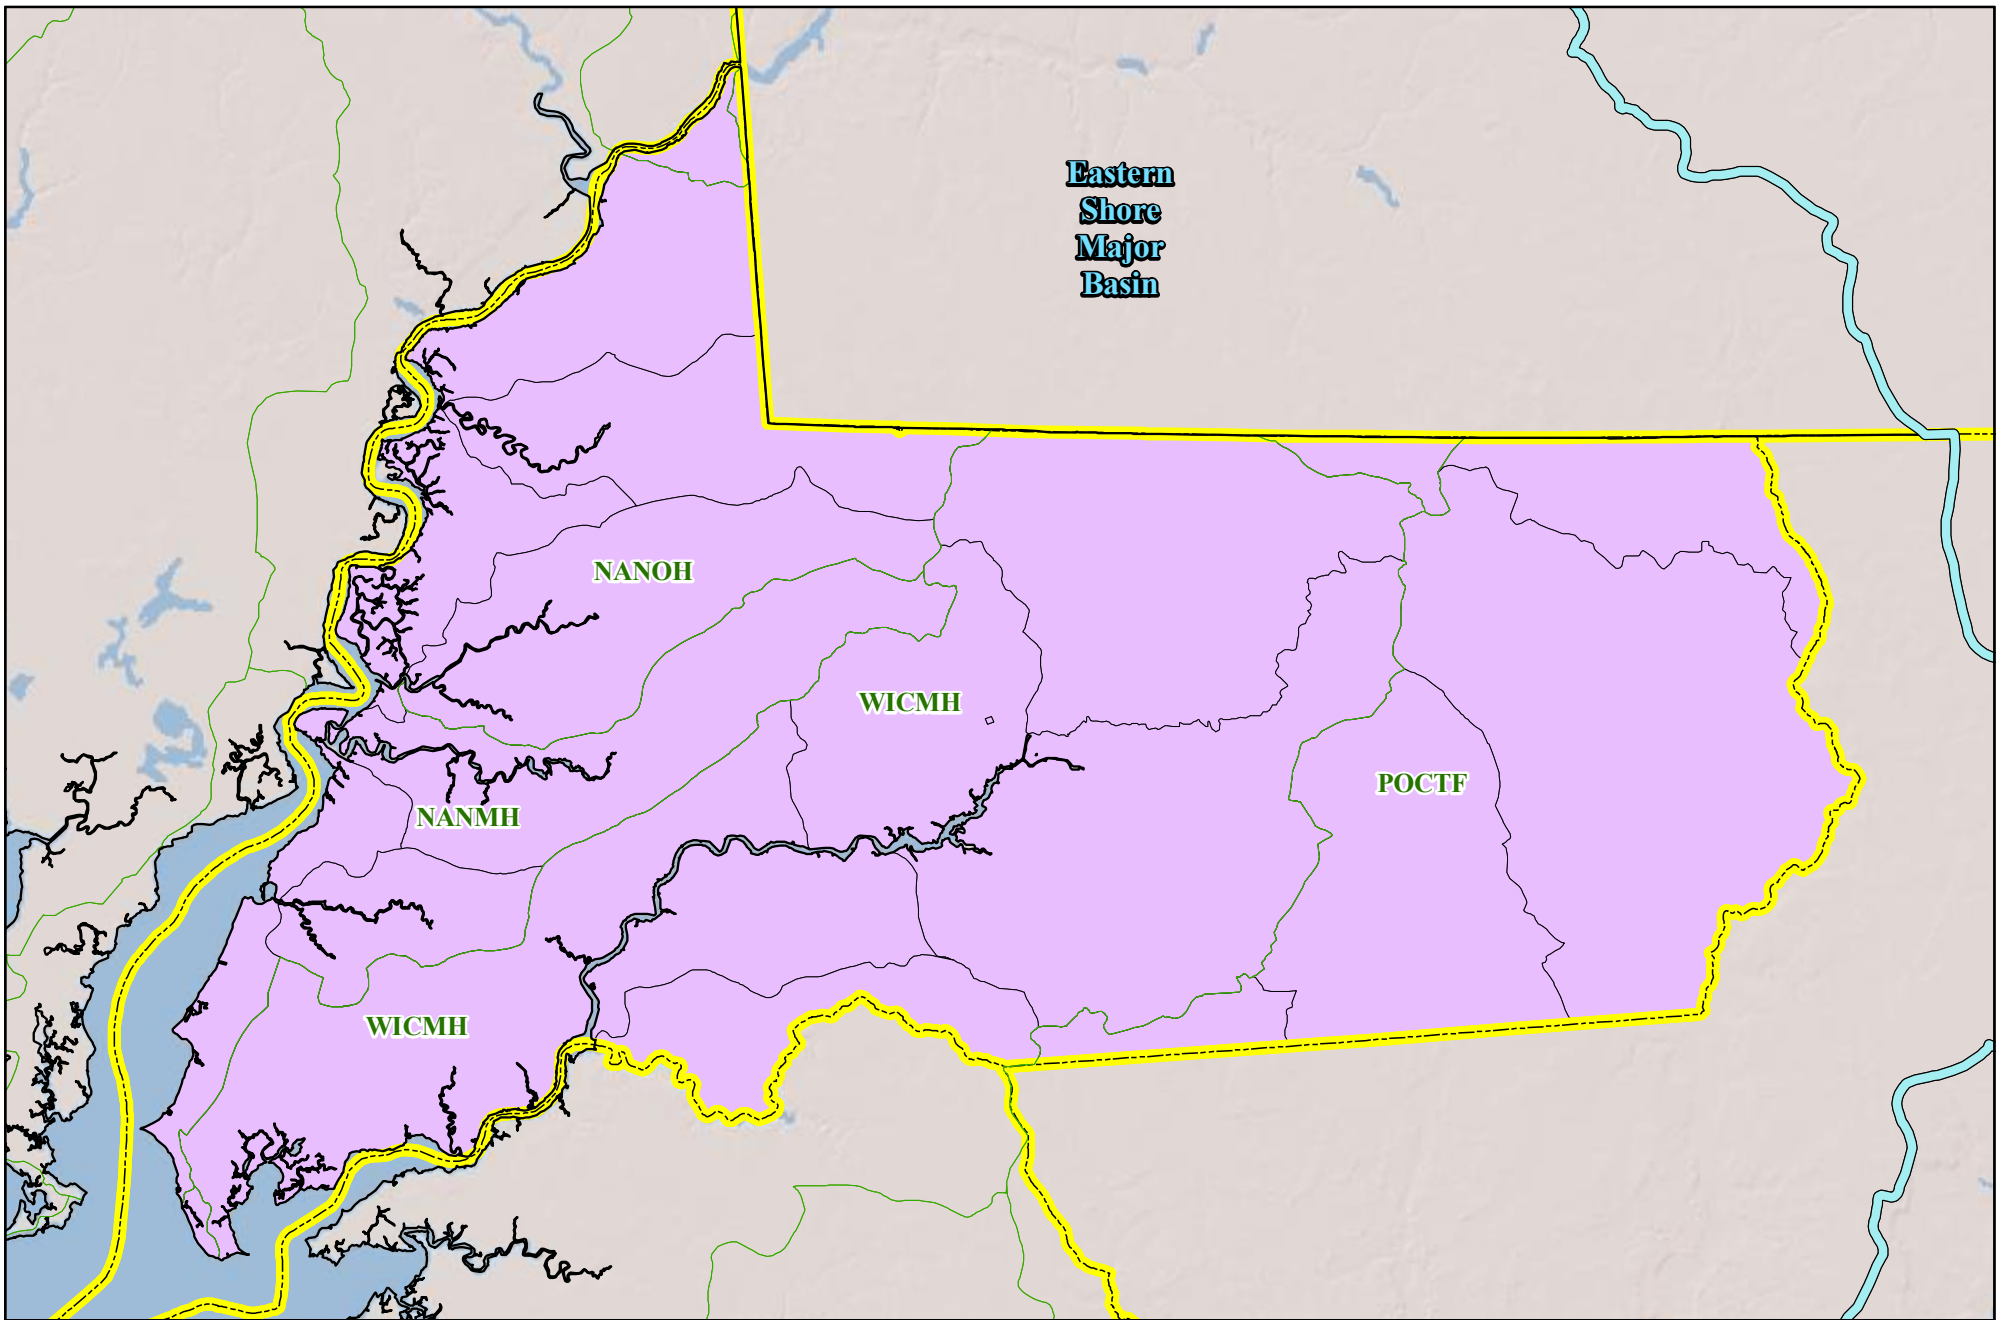 Eastern
Shore
Major
Basin
NANOH
WICMH
POCTF
NANMH
WICMH